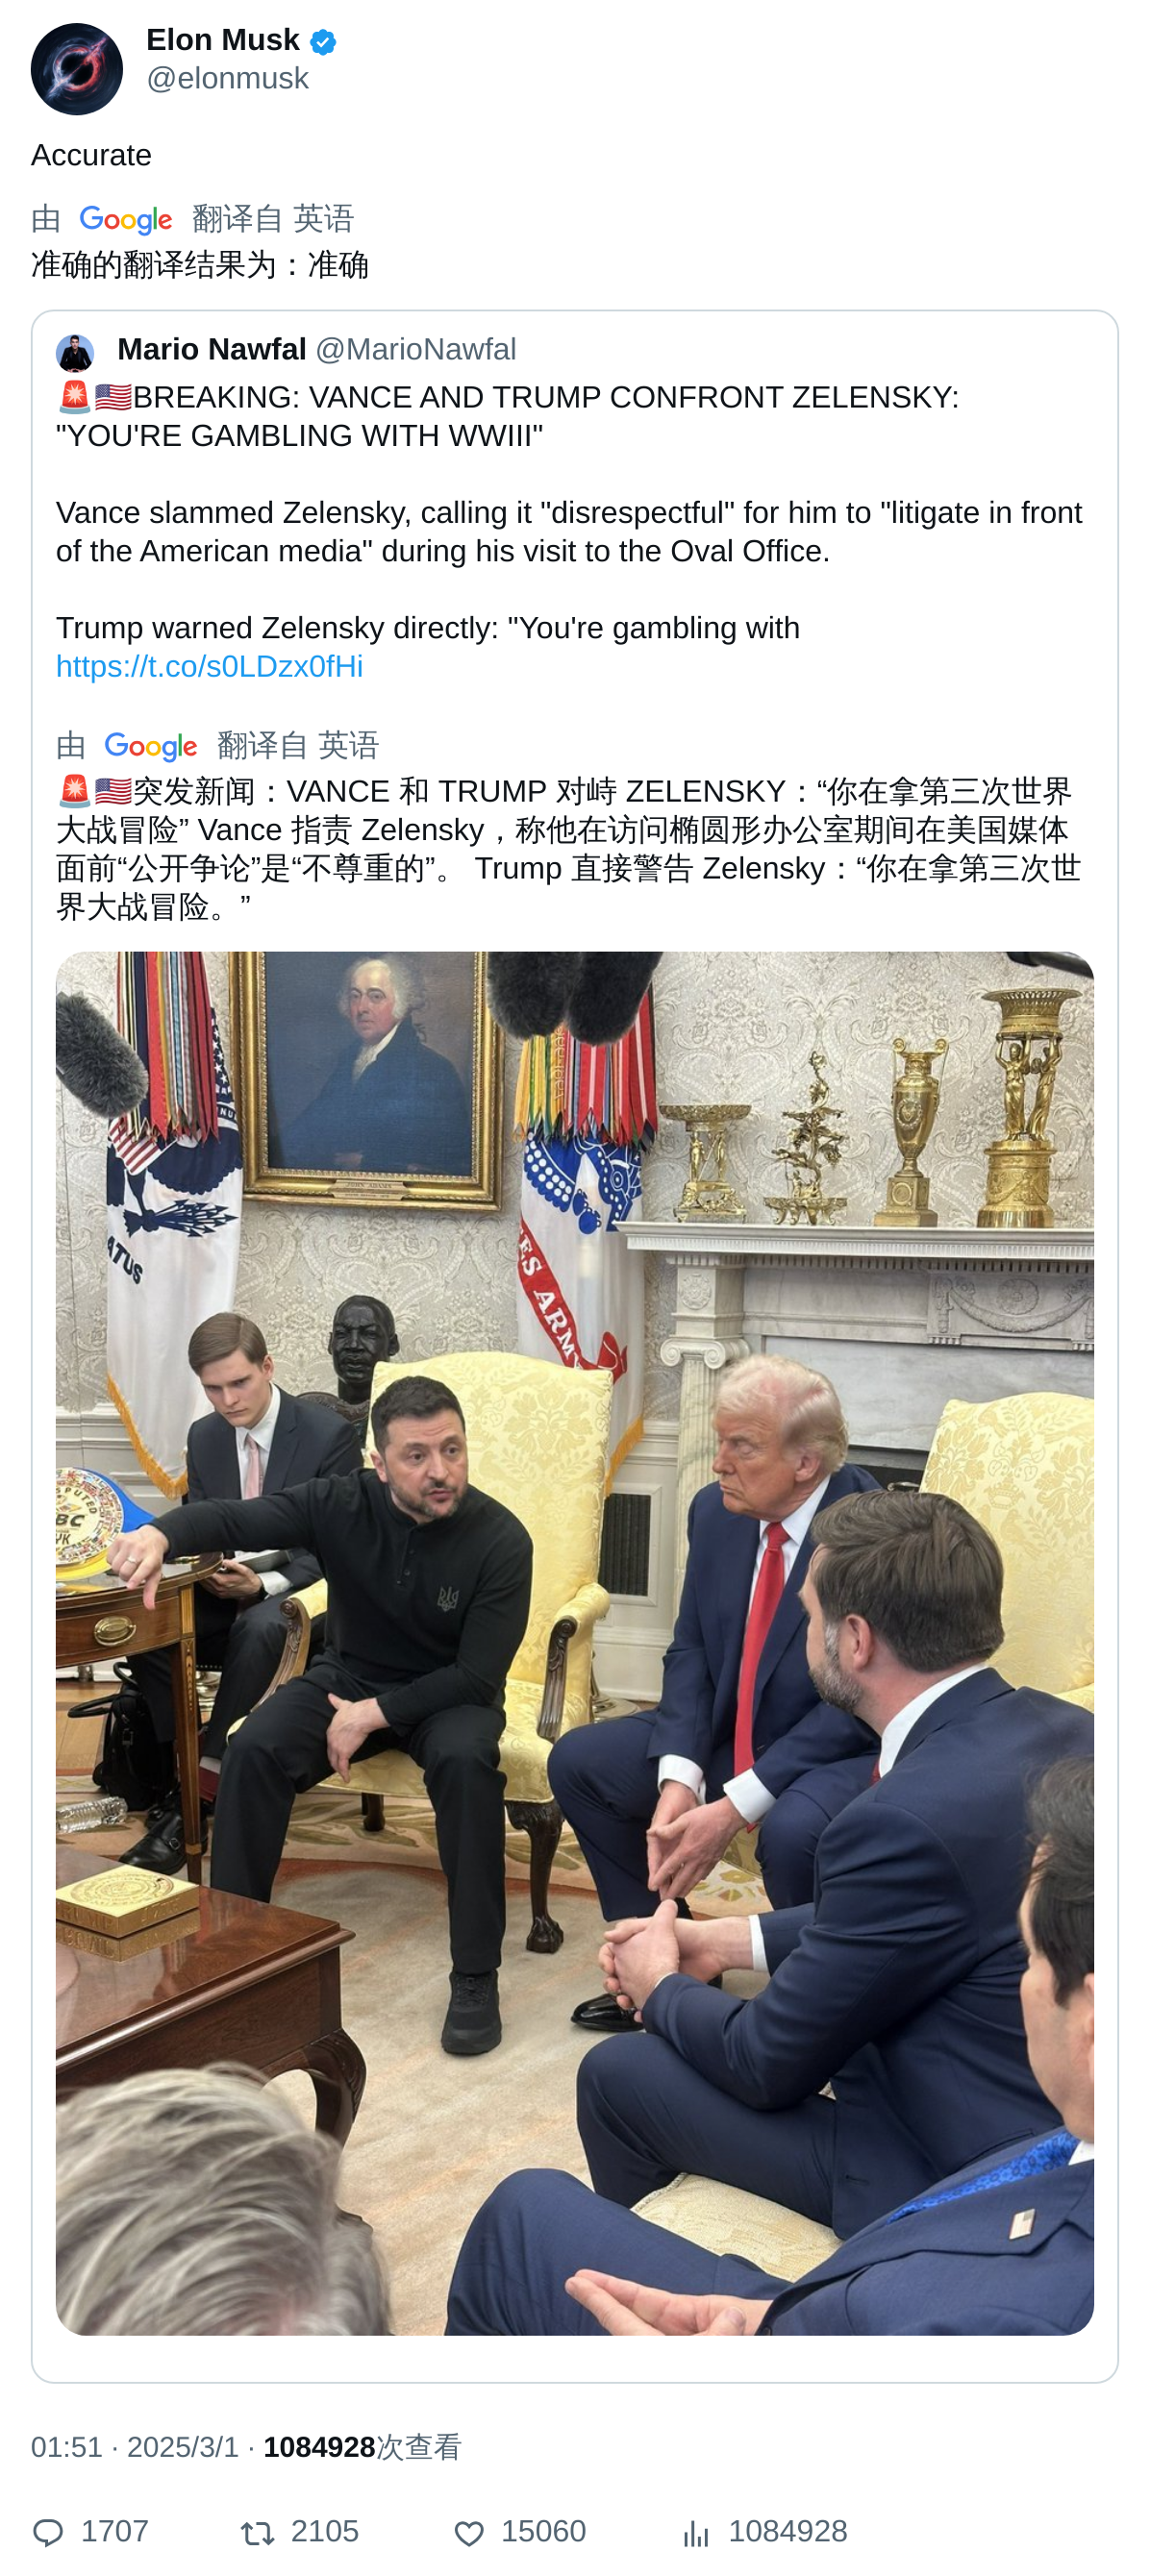 Elon Musk
@elonmusk
Accurate
由 Google 翻译自 英语
准确的翻译结果为：准确
Mario Nawfal @MarioNawfal
🚨🇺🇸BREAKING: VANCE AND TRUMP CONFRONT ZELENSKY:
"YOU'RE GAMBLING WITH WWIII"
Vance slammed Zelensky, calling it "disrespectful" for him to "litigate in front
of the American media" during his visit to the Oval Office.
Trump warned Zelensky directly: "You're gambling with
https://t.co/s0LDzx0fHi
由 Google 翻译自 英语
🚨🇺🇸突发新闻：VANCE 和 TRUMP 对峙 ZELENSKY：“你在拿第三次世界
大战冒险” Vance 指责 Zelensky，称他在访问椭圆形办公室期间在美国媒体
面前“公开争论”是“不尊重的”。 Trump 直接警告 Zelensky：“你在拿第三次世
界大战冒险。”
JOHN ADAMS
ATUS
ES ARMY
01:51 · 2025/3/1 · 1084928次查看
1707 2105 15060 1084928